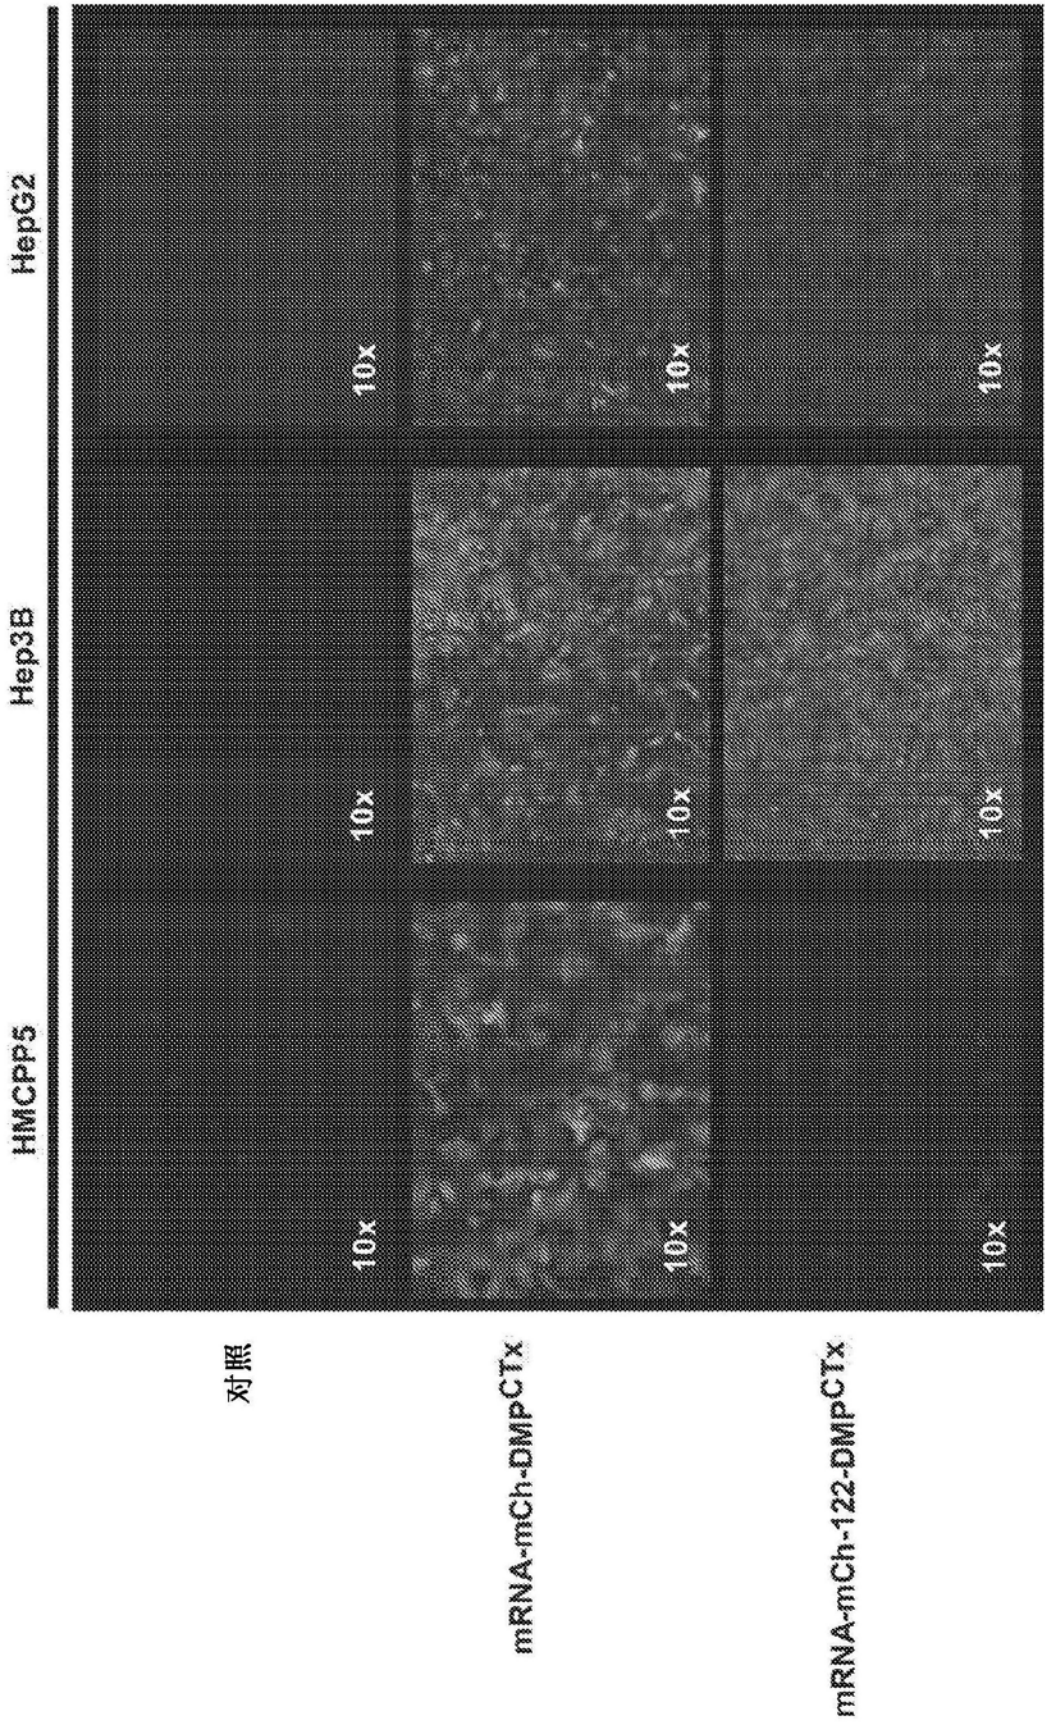 HMCPP5
Hep3B
HepG2
对照
10x
10x
10x
mRNA-mCh-DMPCTx
10x
10x
10x
mRNA-mCh-122-DMPCTx
10x
10x
10x